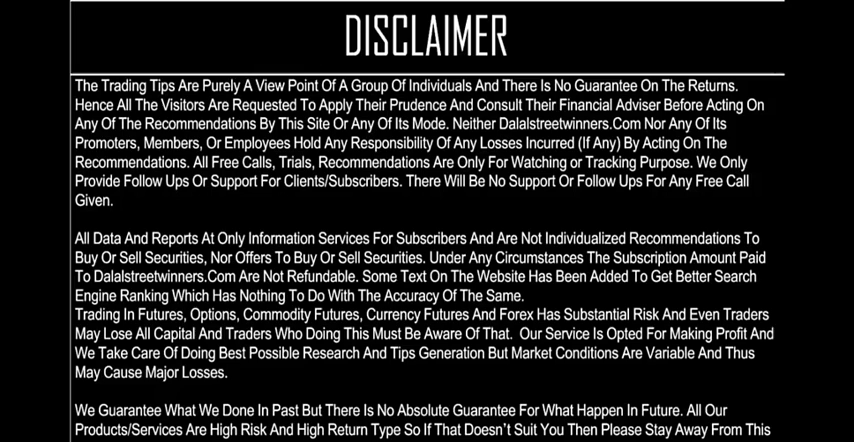 DISCLAIMER
The Trading Tips Are Purely A View Point Of A Group Of Individuals And There Is No Guarantee On The Returns.
Hence All The Visitors Are Requested To Apply Their Prudence And Consult Their Financial Adviser Before Acting On
Any Of The Recommendations By This Site Or Any Of Its Mode. Neither Dalalstreetwinners.Com Nor Any Of Its
Promoters, Members, Or Employees Hold Any Responsibility Of Any Losses Incurred (If Any) By Acting On The
Recommendations. All Free Calls, Trials, Recommendations Are Only For Watching or Tracking Purpose. We Only
Provide Follow Ups Or Support For Clients/Subscribers. There Will Be No Support Or Follow Ups For Any Free Call
Given.
All Data And Reports At Only Information Services For Subscribers And Are Not Individualized Recommendations To
Buy Or Sell Securities, Nor Offers To Buy Or Sell Securities. Under Any Circumstances The Subscription Amount Paid
To Dalalstreetwinners.Com Are Not Refundable. Some Text On The Website Has Been Added To Get Better Search
Engine Ranking Which Has Nothing To Do With The Accuracy Of The Same.
Trading In Futures, Options, Commodity Futures, Currency Futures And Forex Has Substantial Risk And Even Traders
May Lose All Capital And Traders Who Doing This Must Be Aware Of That. Our Service Is Opted For Making Profit And
We Take Care Of Doing Best Possible Research And Tips Generation But Market Conditions Are Variable And Thus
May Cause Major Losses.
We Guarantee What We Done In Past But There Is No Absolute Guarantee For What Happen In Future. All Our
Products/Services Are High Risk And High Return Type So If That Doesn't Suit You Then Please Stay Away From This